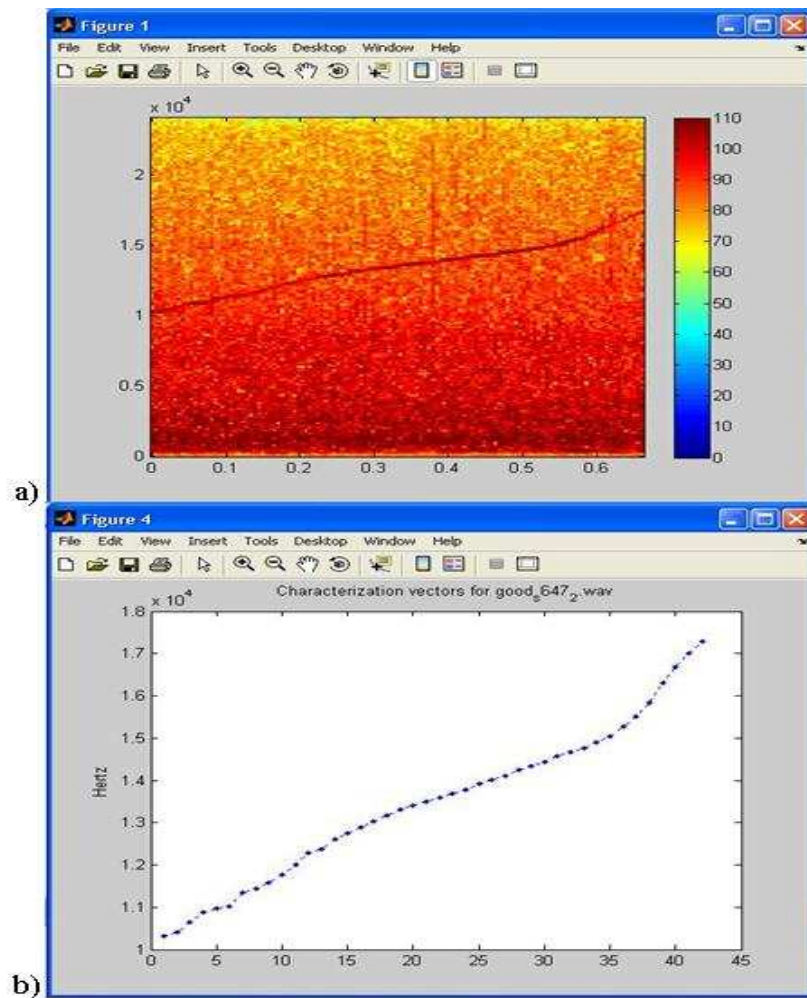 Figure 1
File Edit View Insert Tools Desktop Window Help
x 10^4
2
1.5
1
0.5
0
0 0.1 0.2 0.3 0.4 0.5 0.6
110
100
90
80
70
60
50
40
30
20
10
0
a)
Figure 4
File Edit View Insert Tools Desktop Window Help
x 10^4
Characterization vectors for good_s647_2.wav
1.8
1.7
1.6
1.5
1.4
1.3
1.2
1.1
1
Hertz
0 5 10 15 20 25 30 35 40 45
b)